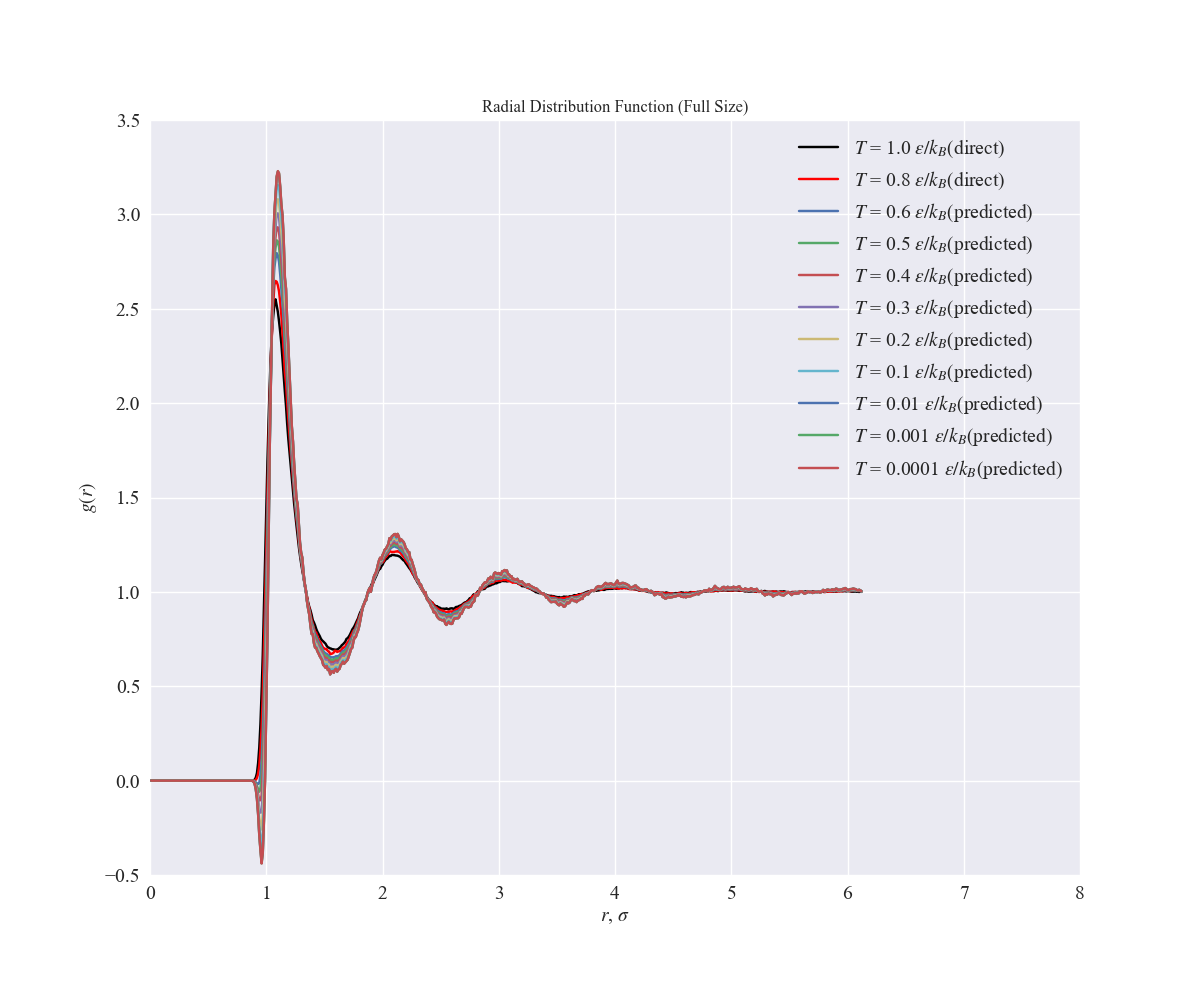 Radial Distribution Function (Full Size)
3.5
3.0
2.5
2.0
1.5
1.0
0.5
0.0
−0.5
g(r)
T = 1.0 ε/k_B(direct)
T = 0.8 ε/k_B(direct)
T = 0.6 ε/k_B(predicted)
T = 0.5 ε/k_B(predicted)
T = 0.4 ε/k_B(predicted)
T = 0.3 ε/k_B(predicted)
T = 0.2 ε/k_B(predicted)
T = 0.1 ε/k_B(predicted)
T = 0.01 ε/k_B(predicted)
T = 0.001 ε/k_B(predicted)
T = 0.0001 ε/k_B(predicted)
0 1 2 3 4 5 6 7 8
r, σ